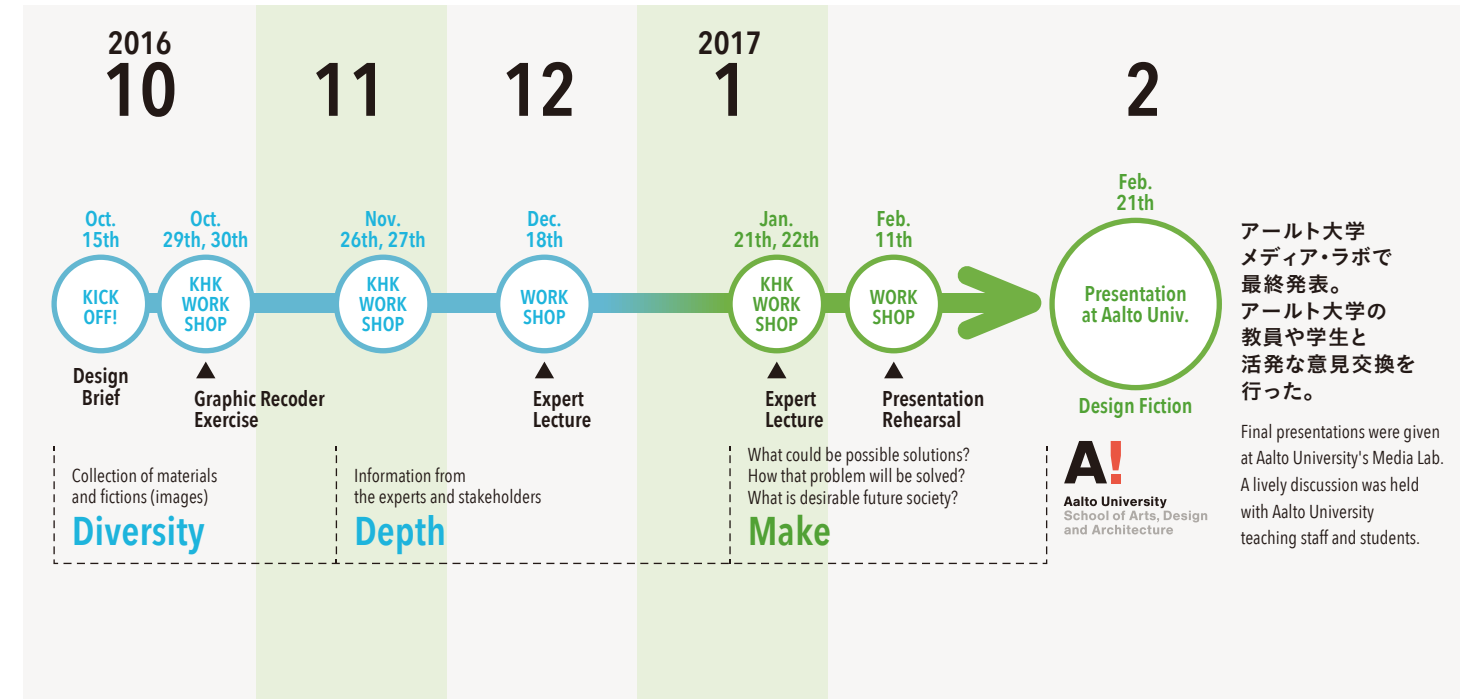 2016
10
11
12
2017
1
2
Oct.
15th
KICK
OFF!
Design
Brief
Oct.
29th, 30th
KHK
WORK
SHOP
Graphic Recoder
Exercise
Nov.
26th, 27th
KHK
WORK
SHOP
Dec.
18th
WORK
SHOP
Expert
Lecture
Jan.
21th, 22th
KHK
WORK
SHOP
Expert
Lecture
Feb.
11th
WORK
SHOP
Presentation
Rehearsal
Feb.
21th
Presentation
at Aalto Univ.
Design Fiction
Collection of materials
and fictions (images)
Diversity
Information from
the experts and stakeholders
Depth
What could be possible solutions?
How that problem will be solved?
What is desirable future society?
Make
A!
Aalto University
School of Arts, Design
and Architecture
アールト大学
メディア・ラボで
最終発表。
アールト大学の
教員や学生と
活発な意見交換を
行った。
Final presentations were given
at Aalto University's Media Lab.
A lively discussion was held
with Aalto University
teaching staff and students.